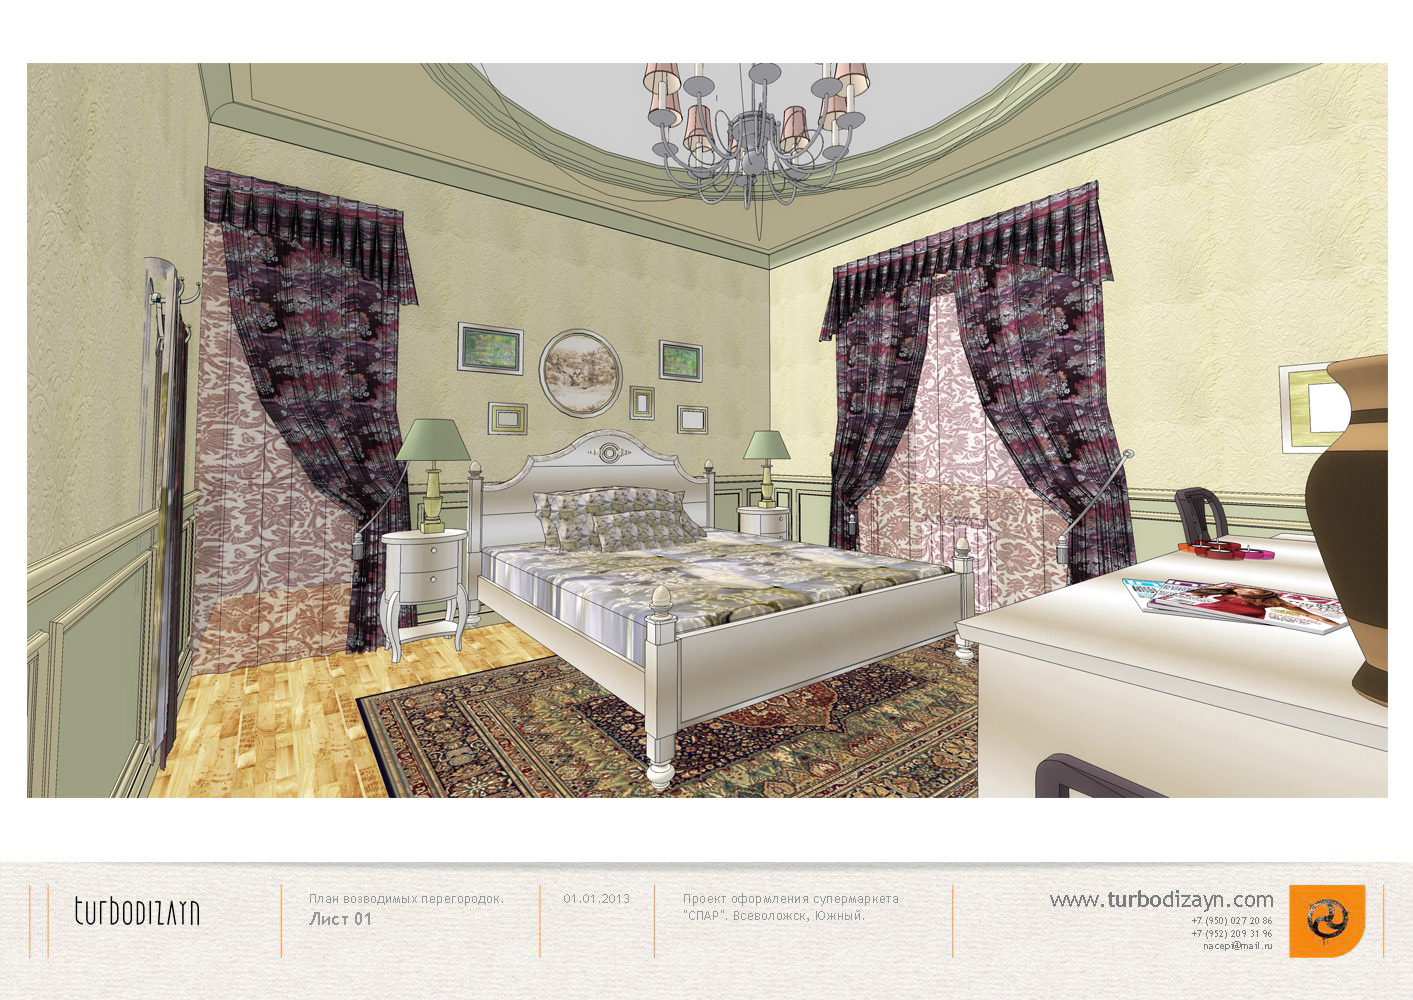 turbodizayn
План возводимых перегородок.
Лист 01
01.01.2013
Проект оформления супермаркета
"СПАР". Всеволожск, Южный.
www.turbodizayn.com
+7 (950) 027 20 86
+7 (952) 209 31 96
nacepi@mail.ru